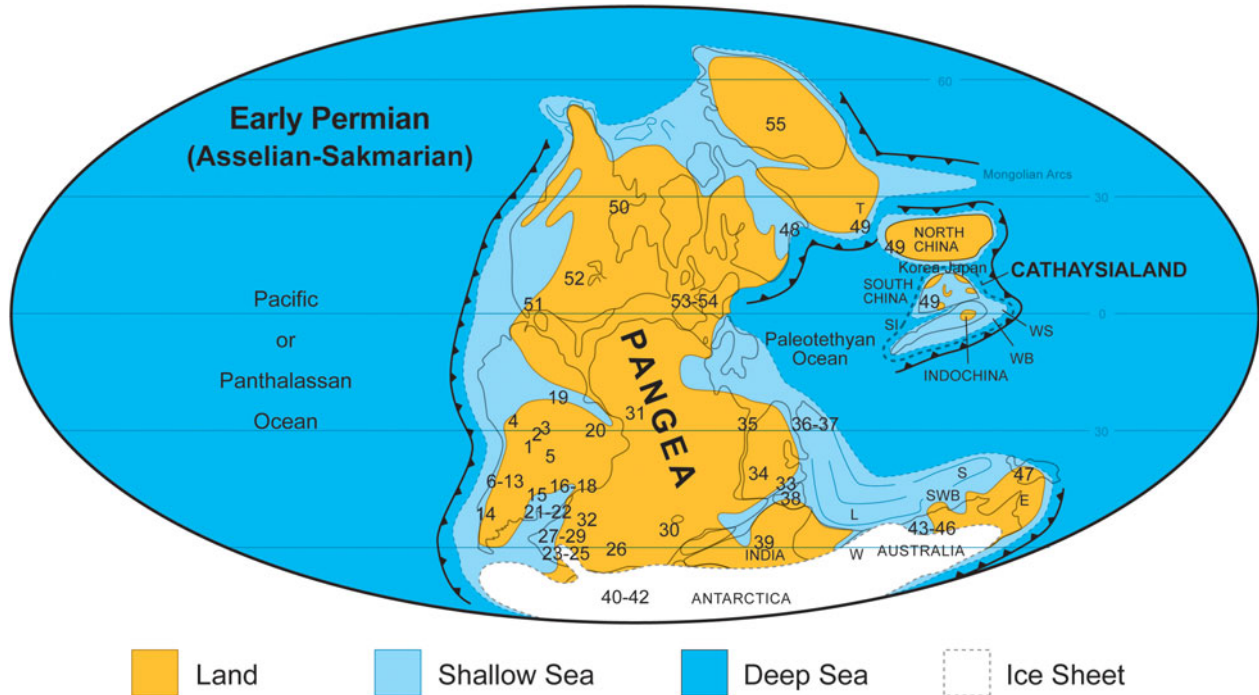 Early Permian
(Asselian-Sakmarian)
60
55
Mongolian Arcs
30
50
T
48
49
NORTH
CHINA
49
Korea-Japan
CATHAYSIALAND
SOUTH
CHINA
49
52
Pacific
or
Panthalassan
Ocean
51
53-54
0
SI
WS
WB
INDOCHINA
Paleotethyan
Ocean
PANGEA
19
31
4
3
2
1
20
5
35
36-37
30
34
33
38
6-13
16-18
15
14
21-22
32
27-29
23-25
26
30
39
INDIA
S
47
SWB
E
L
43-46
W
AUSTRALIA
40-42
ANTARCTICA
Land
Shallow Sea
Deep Sea
Ice Sheet